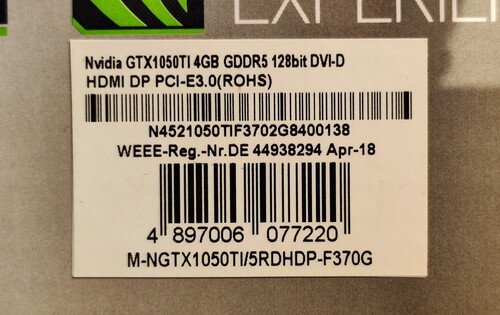 EXPERIE
Nvidia GTX1050TI 4GB GDDR5 128bit DVI-D
HDMI DP PCI-E3.0(ROHS)
N4521050TIF3702G8400138
WEEE-Reg.-Nr.DE 44938294 Apr-18
4 897006 077220
M-NGTX1050TI/5RDHDP-F370G